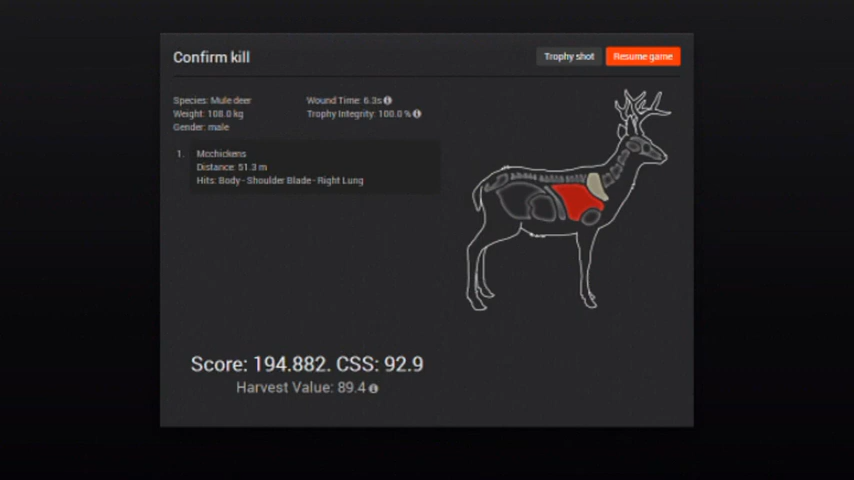 Confirm kill
Trophy shot
Resume game
Species: Mule deer
Weight: 108.0 kg
Gender: male
Wound Time: 6.3s
Trophy Integrity: 100.0 %
1.
Mcchickens
Distance: 51.3 m
Hits: Body - Shoulder Blade - Right Lung
Score: 194.882. CSS: 92.9
Harvest Value: 89.4